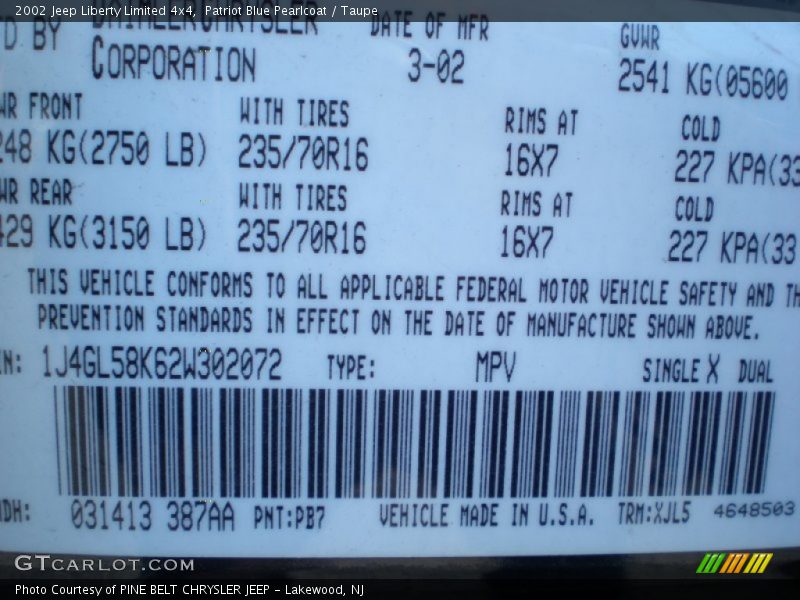 2002 Jeep Liberty Limited 4x4, Patriot Blue Pearlcoat / Taupe
D BY DAIMLERCHRYSLER CORPORATION
DATE OF MFR
3-02
GVWR
2541 KG(05600
WR FRONT WITH TIRES RIMS AT COLD
248 KG(2750 LB) 235/70R16 16X7 227 KPA(33
WR REAR WITH TIRES RIMS AT COLD
429 KG(3150 LB) 235/70R16 16X7 227 KPA(33
THIS VEHICLE CONFORMS TO ALL APPLICABLE FEDERAL MOTOR VEHICLE SAFETY AND TH
PREVENTION STANDARDS IN EFFECT ON THE DATE OF MANUFACTURE SHOWN ABOVE.
IN: 1J4GL58K62W302072 TYPE: MPV SINGLE X DUAL
MDH: 031413 387AA PNT:PB7 VEHICLE MADE IN U.S.A. TRM:XJL5 4648503
GTCARLOT.COM
Photo Courtesy of PINE BELT CHRYSLER JEEP - Lakewood, NJ